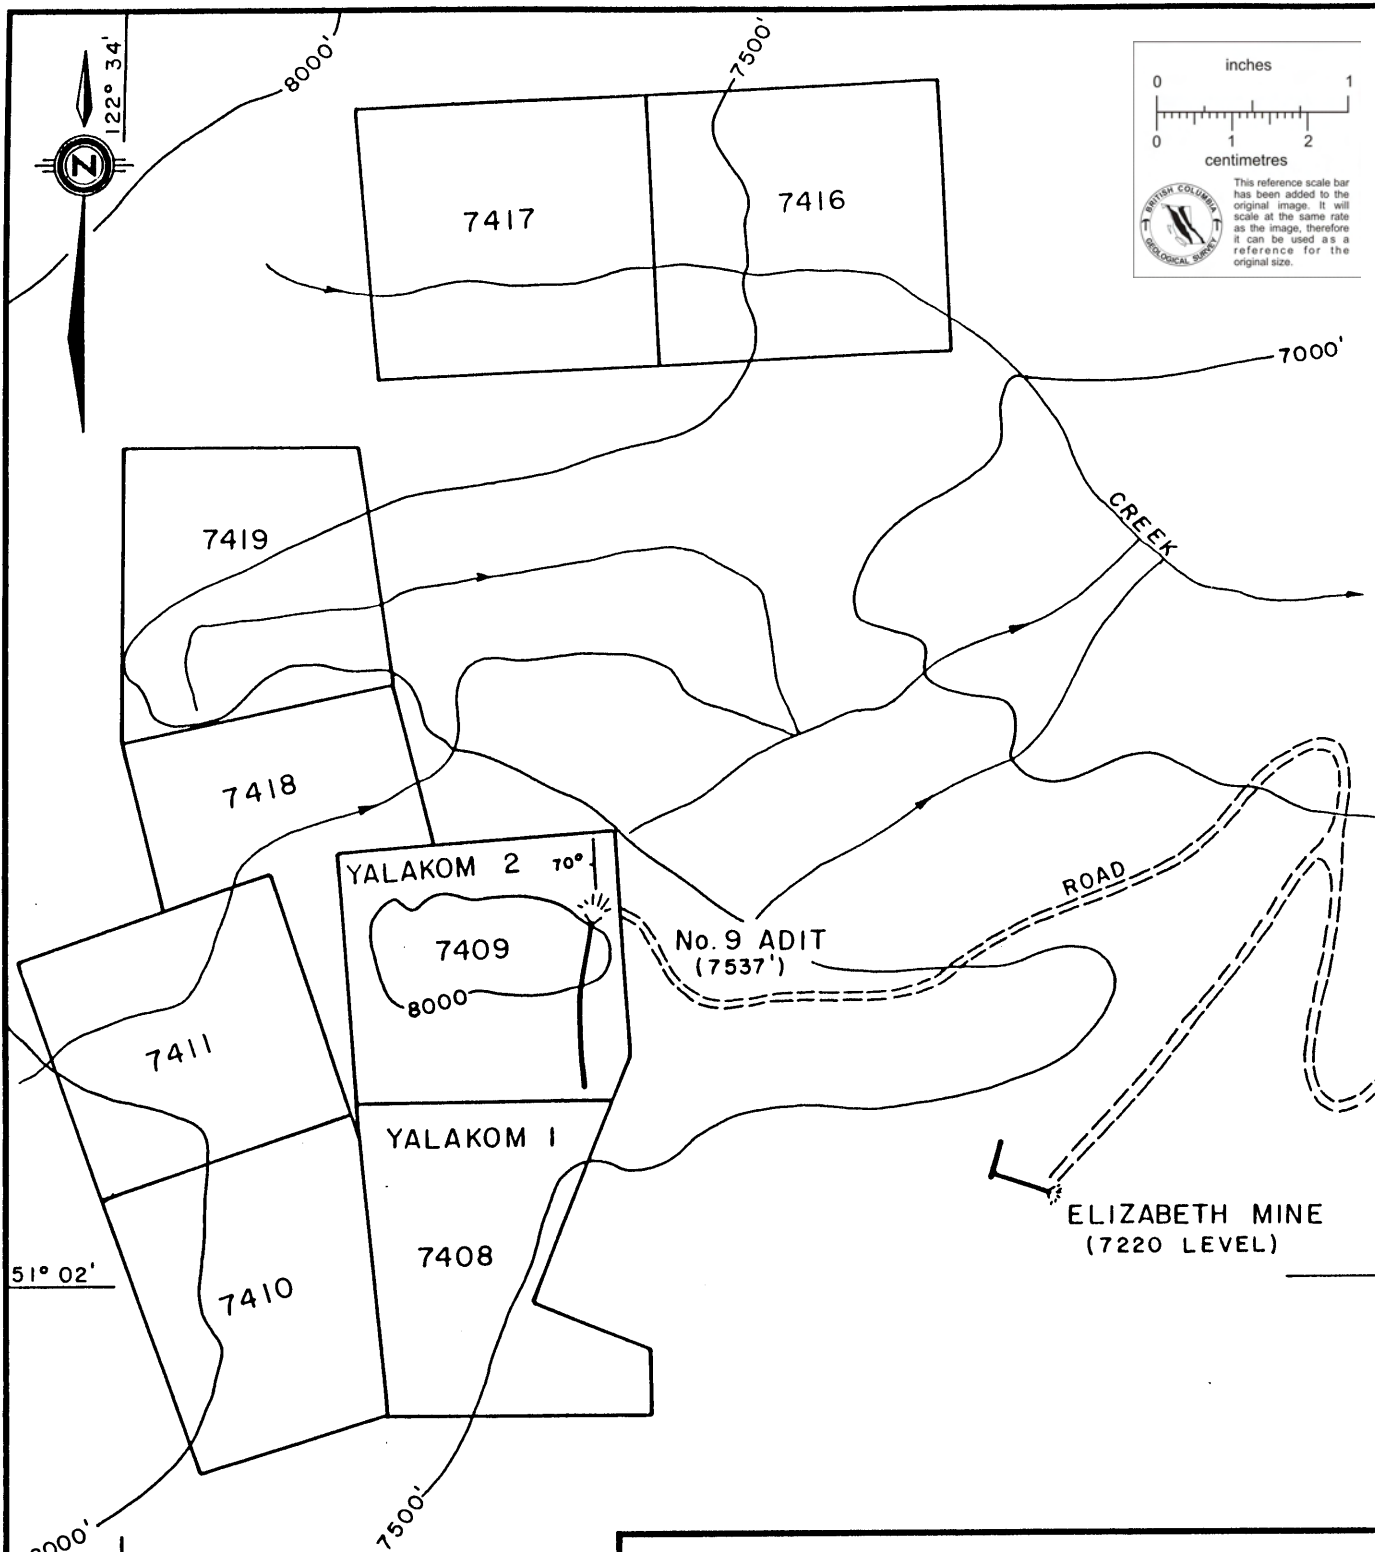 122° 34'
8000'
7500'
N
7417
7416
inches
0 1
0 1 2
centimetres
BRITISH COLUMBIA
GEOLOGICAL SURVEY
This reference scale bar
has been added to the
original image. It will
scale at the same rate
as the image, therefore
it can be used as a
reference for the
original size.
7000'
7419
CREEK
7418
YALAKOM 2
70°
ROAD
7409
8000
No. 9 ADIT
(7537')
7411
YALAKOM 1
7408
ELIZABETH MINE
(7220 LEVEL)
51° 02'
7410
7500'